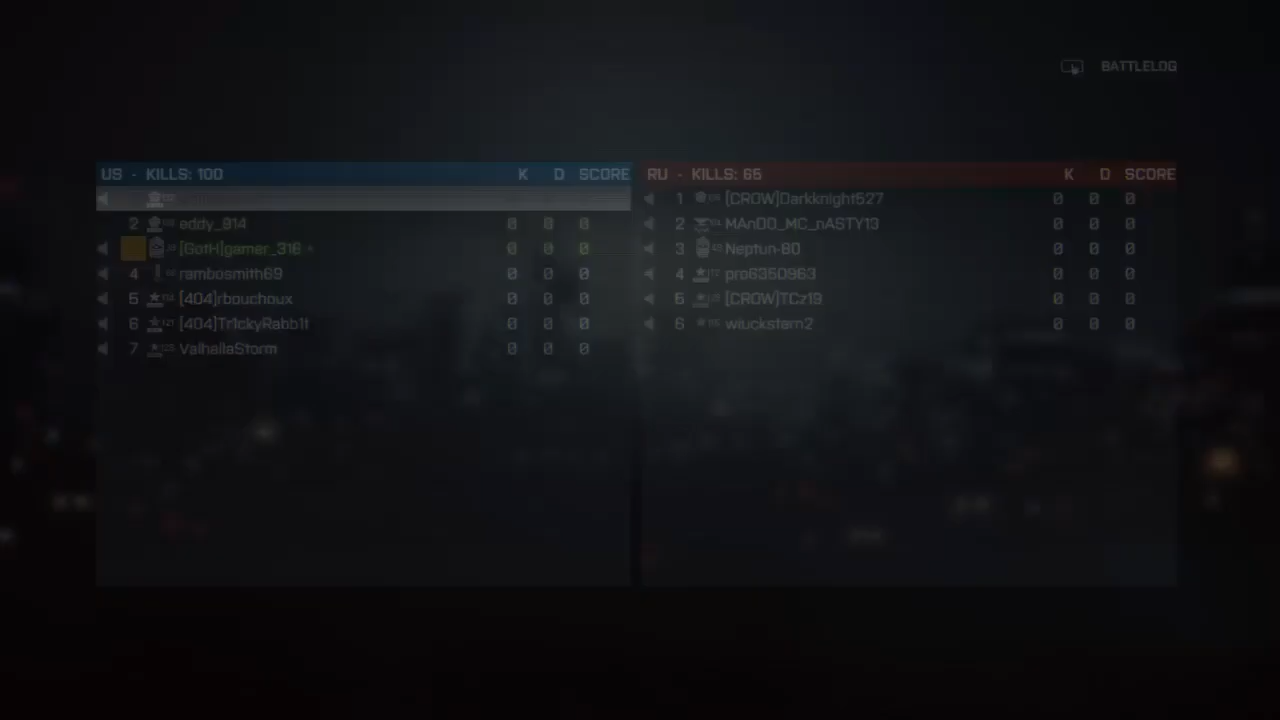 BATTLELOG
US - KILLS: 100 K D SCORE
2 eddy_914 0 0 0
[GotH]gamer_316 0 0 0
4 rambosmith69 0 0 0
5 [404]rbouchoux 0 0 0
6 [404]Tr1ckyRabb1t 0 0 0
7 ValhallaStorm 0 0 0
RU - KILLS: 65 K D SCORE
1 [CROW]Darkknight527 0 0 0
2 MAnDO_MC_nASTY13 0 0 0
3 Neptun-80 0 0 0
4 pro6350963 0 0 0
5 [CROW]TCz19 0 0 0
6 wiuckstern2 0 0 0